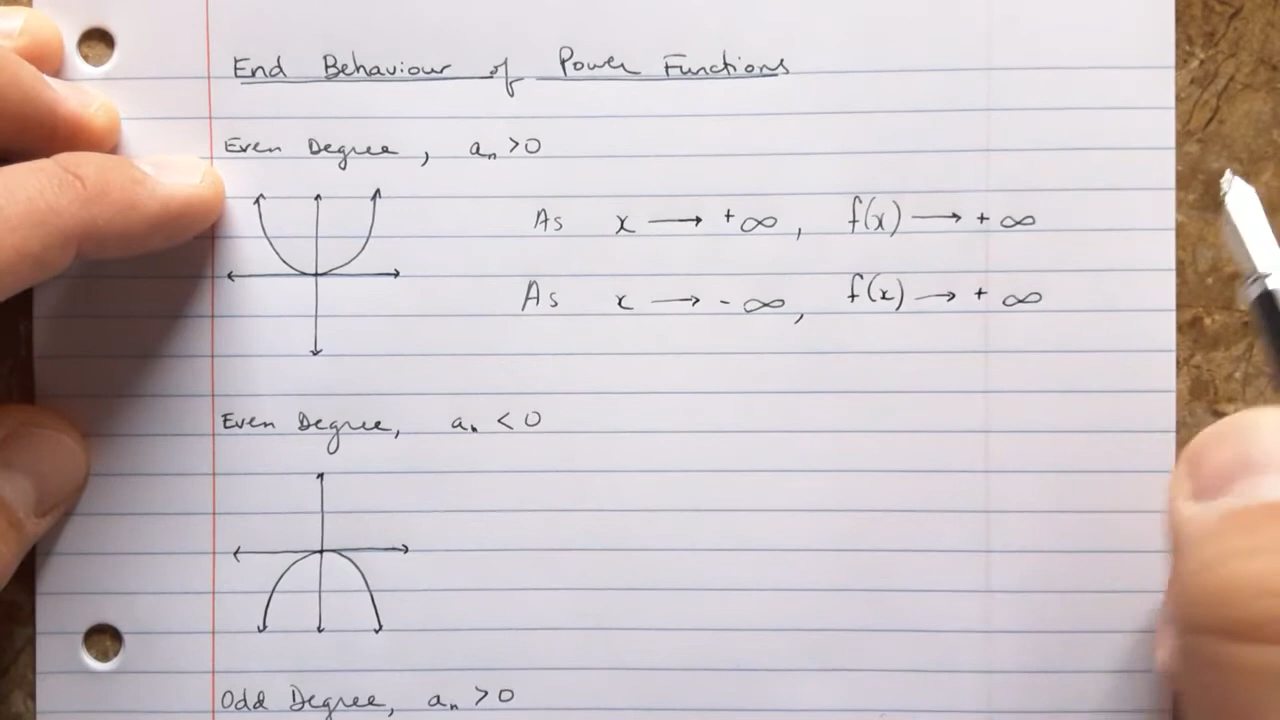 End Behaviour of Power Functions
Even Degree, aₙ >0
As x ⟶ +∞, f(x) ⟶ + ∞
As x ⟶ - ∞, f(x) ⟶ + ∞
Even Degree, aₙ < 0
Odd Degree, aₙ >0